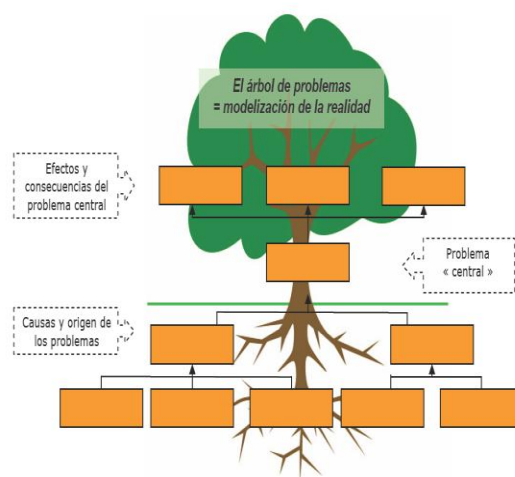 El árbol de problemas
= modelización de la realidad
Efectos y
consecuencias del
problema central
Problema
« central »
Causas y origen de
los problemas